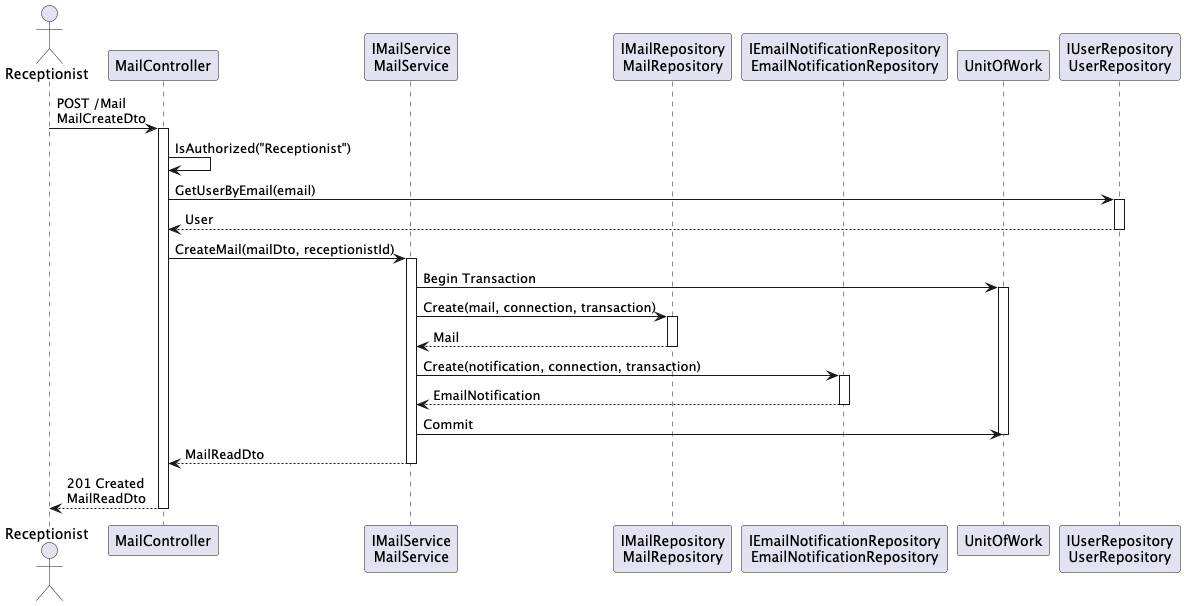 Receptionist
MailController
IMailService
MailService
IMailRepository
MailRepository
IEmailNotificationRepository
EmailNotificationRepository
UnitOfWork
IUserRepository
UserRepository
POST /Mail
MailCreateDto
IsAuthorized("Receptionist")
GetUserByEmail(email)
User
CreateMail(mailDto, receptionistId)
Begin Transaction
Create(mail, connection, transaction)
Mail
Create(notification, connection, transaction)
EmailNotification
Commit
MailReadDto
201 Created
MailReadDto
Receptionist
MailController
IMailService
MailService
IMailRepository
MailRepository
IEmailNotificationRepository
EmailNotificationRepository
UnitOfWork
IUserRepository
UserRepository